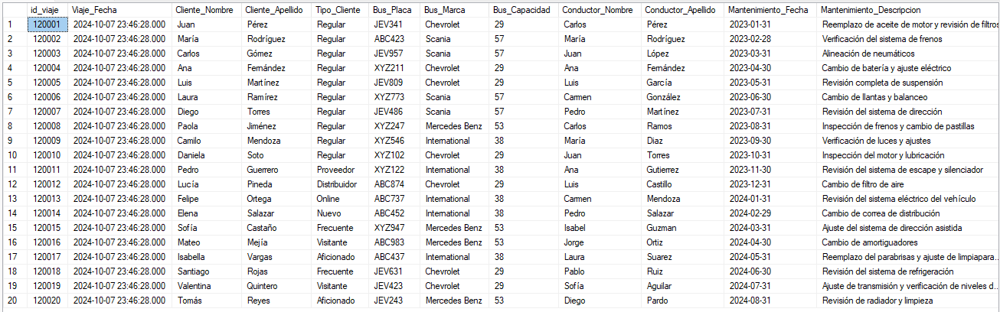 id_viaje Viaje_Fecha Cliente_Nombre Cliente_Apellido Tipo_Cliente Bus_Placa Bus_Marca Bus_Capacidad Conductor_Nombre Conductor_Apellido Mantenimiento_Fecha Mantenimiento_Descripcion
1 120001 2024-10-07 23:46:28.000 Juan Pérez Regular JEV341 Chevrolet 29 Carlos Pérez 2023-01-31 Reemplazo de aceite de motor y revisión de filtros
2 120002 2024-10-07 23:46:28.000 María Rodríguez Regular ABC423 Scania 57 María Rodríguez 2023-02-28 Verificación del sistema de frenos
3 120003 2024-10-07 23:46:28.000 Carlos Gómez Regular JEV957 Scania 57 Juan López 2023-03-31 Alineación de neumáticos
4 120004 2024-10-07 23:46:28.000 Ana Fernández Regular XYZ211 Chevrolet 29 Ana Fernández 2023-04-30 Cambio de batería y ajuste eléctrico
5 120005 2024-10-07 23:46:28.000 Luis Martínez Regular JEV809 Chevrolet 29 Luis García 2023-05-31 Revisión completa de suspensión
6 120006 2024-10-07 23:46:28.000 Laura Ramírez Regular XYZ773 Scania 57 Carmen González 2023-06-30 Cambio de llantas y balanceo
7 120007 2024-10-07 23:46:28.000 Diego Torres Regular JEV486 Scania 57 Pedro Martínez 2023-07-31 Revisión del sistema de dirección
8 120008 2024-10-07 23:46:28.000 Paola Jiménez Regular XYZ247 Mercedes Benz 53 Carlos Ramos 2023-08-31 Inspección de frenos y cambio de pastillas
9 120009 2024-10-07 23:46:28.000 Camilo Mendoza Regular XYZ546 International 38 María Diaz 2023-09-30 Verificación de luces y ajustes
10 120010 2024-10-07 23:46:28.000 Daniela Soto Regular XYZ102 Chevrolet 29 Juan Torres 2023-10-31 Inspección del motor y lubricación
11 120011 2024-10-07 23:46:28.000 Pedro Guerrero Proveedor XYZ122 International 38 Ana Gutierrez 2023-11-30 Revisión del sistema de escape y silenciador
12 120012 2024-10-07 23:46:28.000 Lucía Pineda Distribuidor ABC874 Chevrolet 29 Luis Castillo 2023-12-31 Cambio de filtro de aire
13 120013 2024-10-07 23:46:28.000 Felipe Ortega Online ABC737 International 38 Carmen Mendoza 2024-01-31 Revisión del sistema eléctrico del vehículo
14 120014 2024-10-07 23:46:28.000 Elena Salazar Nuevo ABC452 International 38 Pedro Salazar 2024-02-29 Cambio de correa de distribución
15 120015 2024-10-07 23:46:28.000 Sofía Castaño Frecuente XYZ947 Mercedes Benz 53 Isabel Guzman 2024-03-31 Ajuste del sistema de dirección asistida
16 120016 2024-10-07 23:46:28.000 Mateo Mejía Visitante ABC983 Mercedes Benz 53 Jorge Ortiz 2024-04-30 Cambio de amortiguadores
17 120017 2024-10-07 23:46:28.000 Isabella Vargas Aficionado ABC437 International 38 Laura Suarez 2024-05-31 Reemplazo del parabrisas y ajuste de limpiapara...
18 120018 2024-10-07 23:46:28.000 Santiago Rojas Frecuente JEV631 Chevrolet 29 Pablo Ruiz 2024-06-30 Revisión del sistema de refrigeración
19 120019 2024-10-07 23:46:28.000 Valentina Quintero Visitante JEV423 Chevrolet 29 Sofía Aguilar 2024-07-31 Ajuste de transmisión y verificación de niveles d...
20 120020 2024-10-07 23:46:28.000 Tomás Reyes Aficionado JEV243 Mercedes Benz 53 Diego Pardo 2024-08-31 Revisión de radiador y limpieza